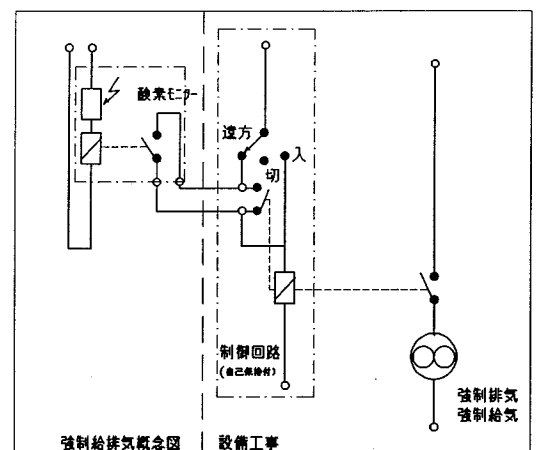 酸素モニター
遠方
入
切
制御回路
(自己保持付)
強制排気
強制給気
強制給排気概念図
設備工事